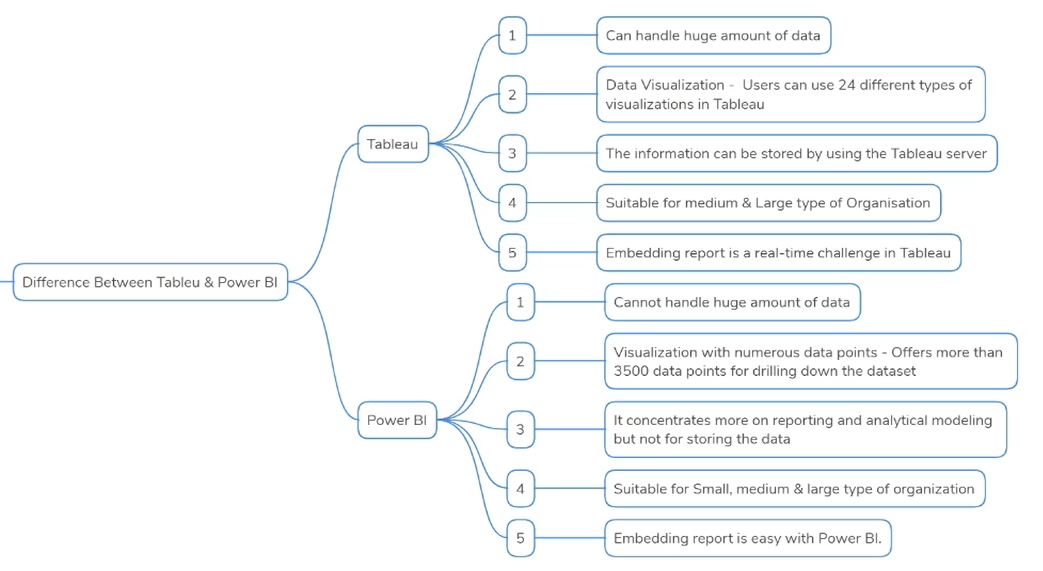 Difference Between Tableu & Power BI
Tableau
1
Can handle huge amount of data
2
Data Visualization -  Users can use 24 different types of
visualizations in Tableau
3
The information can be stored by using the Tableau server
4
Suitable for medium & Large type of Organisation
5
Embedding report is a real-time challenge in Tableau
Power BI
1
Cannot handle huge amount of data
2
Visualization with numerous data points - Offers more than
3500 data points for drilling down the dataset
3
It concentrates more on reporting and analytical modeling
but not for storing the data
4
Suitable for Small, medium & large type of organization
5
Embedding report is easy with Power BI.